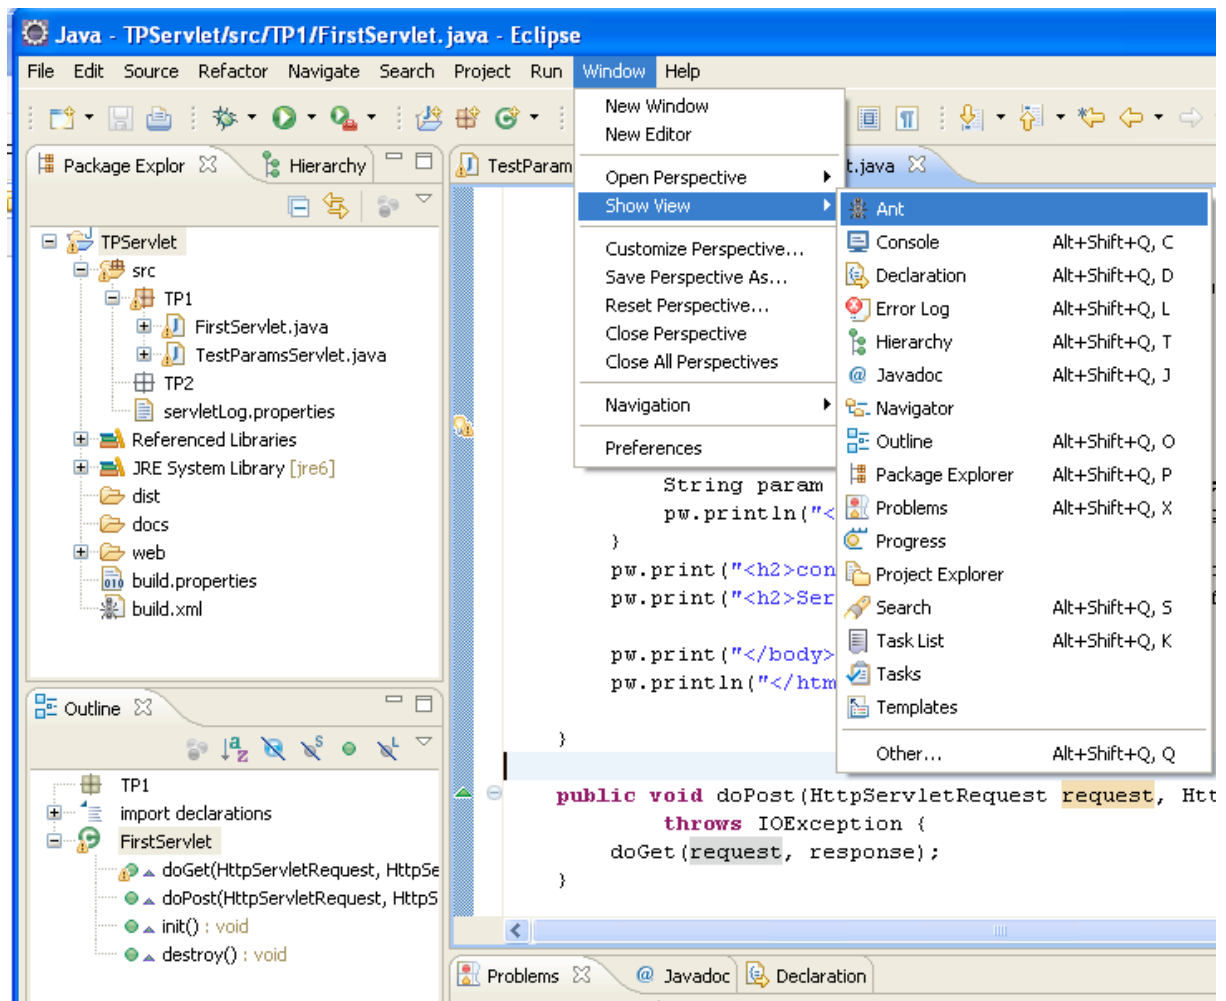 Java - TPServlet/src/TP1/FirstServlet.java - Eclipse
File Edit Source Refactor Navigate Search Project Run Window Help
New Window
New Editor
Open Perspective
Show View
Customize Perspective...
Save Perspective As...
Reset Perspective...
Close Perspective
Close All Perspectives
Navigation
Preferences
Ant
Console Alt+Shift+Q, C
Declaration Alt+Shift+Q, D
Error Log Alt+Shift+Q, L
Hierarchy Alt+Shift+Q, T
Javadoc Alt+Shift+Q, J
Navigator
Outline Alt+Shift+Q, O
Package Explorer Alt+Shift+Q, P
Problems Alt+Shift+Q, X
Progress
Project Explorer
Search Alt+Shift+Q, S
Task List Alt+Shift+Q, K
Tasks
Templates
Other... Alt+Shift+Q, Q
Package Explor Hierarchy
TPServlet
src
TP1
FirstServlet.java
TestParamsServlet.java
TP2
servletLog.properties
Referenced Libraries
JRE System Library [jre6]
dist
docs
web
build.properties
build.xml
Outline
TP1
import declarations
FirstServlet
doGet(HttpServletRequest, HttpSe
doPost(HttpServletRequest, HttpS
init() : void
destroy() : void
TestParam t.java
String param
pw.println("<
}
pw.print("<h2>con
pw.print("<h2>Ser
pw.print("</body>
pw.println("</htm
}
public void doPost(HttpServletRequest request, Htt
throws IOException {
doGet(request, response);
}
Problems Javadoc Declaration